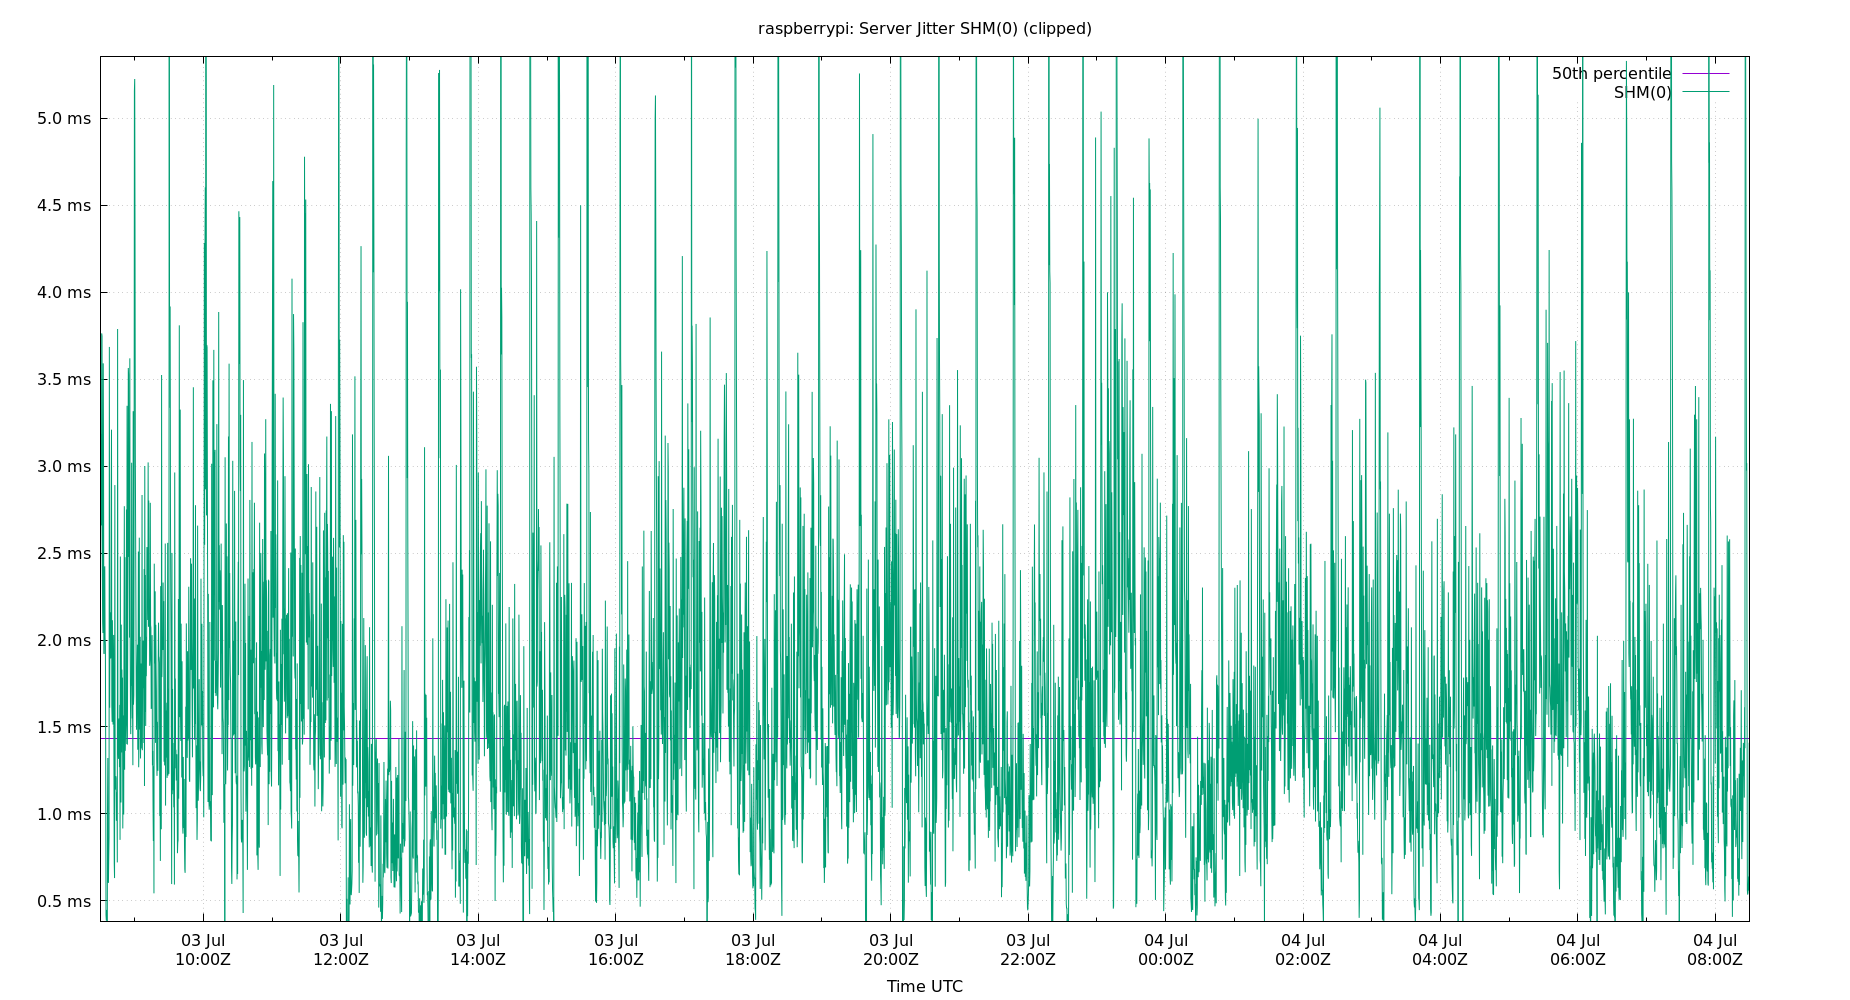 raspberrypi: Server Jitter SHM(0) (clipped)
50th percentile
SHM(0)
5.0 ms
4.5 ms
4.0 ms
3.5 ms
3.0 ms
2.5 ms
2.0 ms
1.5 ms
1.0 ms
0.5 ms
03 Jul 03 Jul 03 Jul 03 Jul 03 Jul 03 Jul 03 Jul 04 Jul 04 Jul 04 Jul 04 Jul 04 Jul
10:00Z 12:00Z 14:00Z 16:00Z 18:00Z 20:00Z 22:00Z 00:00Z 02:00Z 04:00Z 06:00Z 08:00Z
Time UTC